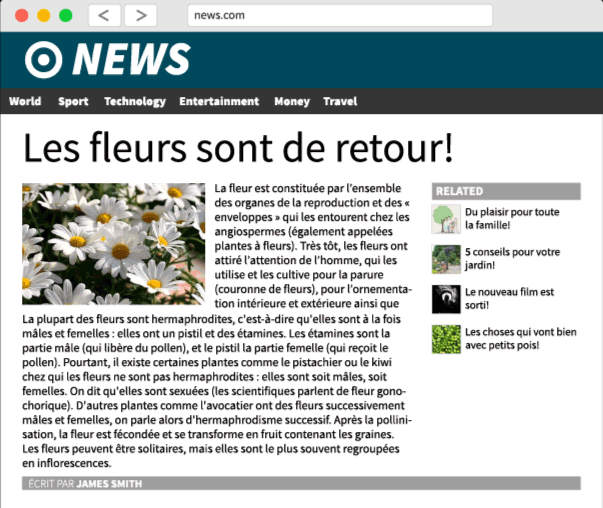 news.com
NEWS
World Sport Technology Entertainment Money Travel
Les fleurs sont de retour!
La fleur est constituée par l'ensemble
des organes de la reproduction et des «
enveloppes » qui les entourent chez les
angiospermes (également appelées
plantes à fleurs). Très tôt, les fleurs ont
attiré l'attention de l'homme, qui les
utilise et les cultive pour la parure
(couronne de fleurs), pour l'ornementa-
tion intérieure et extérieure ainsi que
La plupart des fleurs sont hermaphrodites, c'est-à-dire qu'elles sont à la fois
mâles et femelles : elles ont un pistil et des étamines. Les étamines sont la
partie mâle (qui libère du pollen), et le pistil la partie femelle (qui reçoit le
pollen). Pourtant, il existe certaines plantes comme le pistachier ou le kiwi
chez qui les fleurs ne sont pas hermaphrodites : elles sont soit mâles, soit
femelles. On dit qu'elles sont sexuées (les scientifiques parlent de fleur gono-
chorique). D'autres plantes comme l'avocatier ont des fleurs successivement
mâles et femelles, on parle alors d'hermaphrodisme successif. Après la pollini-
sation, la fleur est fécondée et se transforme en fruit contenant les graines.
Les fleurs peuvent être solitaires, mais elles sont le plus souvent regroupées
en inflorescences.
ÉCRIT PAR JAMES SMITH
RELATED
Du plaisir pour toute
la famille!
5 conseils pour votre
jardin!
Le nouveau film est
sorti!
Les choses qui vont bien
avec petits pois!